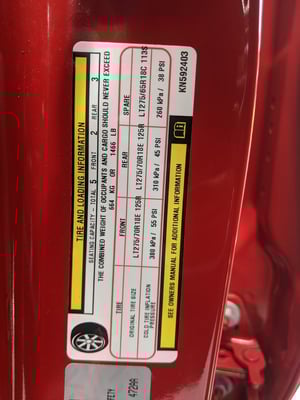 TIRE AND LOADING INFORMATION
SEATING CAPACITY - TOTAL 5 FRONT 2 REAR 3
THE COMBINED WEIGHT OF OCCUPANTS AND CARGO SHOULD NEVER EXCEED
664 KG OR 1466 LB
TIRE FRONT REAR SPARE
ORIGINAL TIRE SIZE LT275/70R18E 125R LT275/70R18E 125R LT275/65R18C 113S
COLD TIRE INFLATION
PRESSURE 380 kPa / 55 PSI 310 kPa / 45 PSI 260 kPa / 38 PSI
SEE OWNERS MANUAL FOR ADDITIONAL INFORMATION
KN592403
472AA